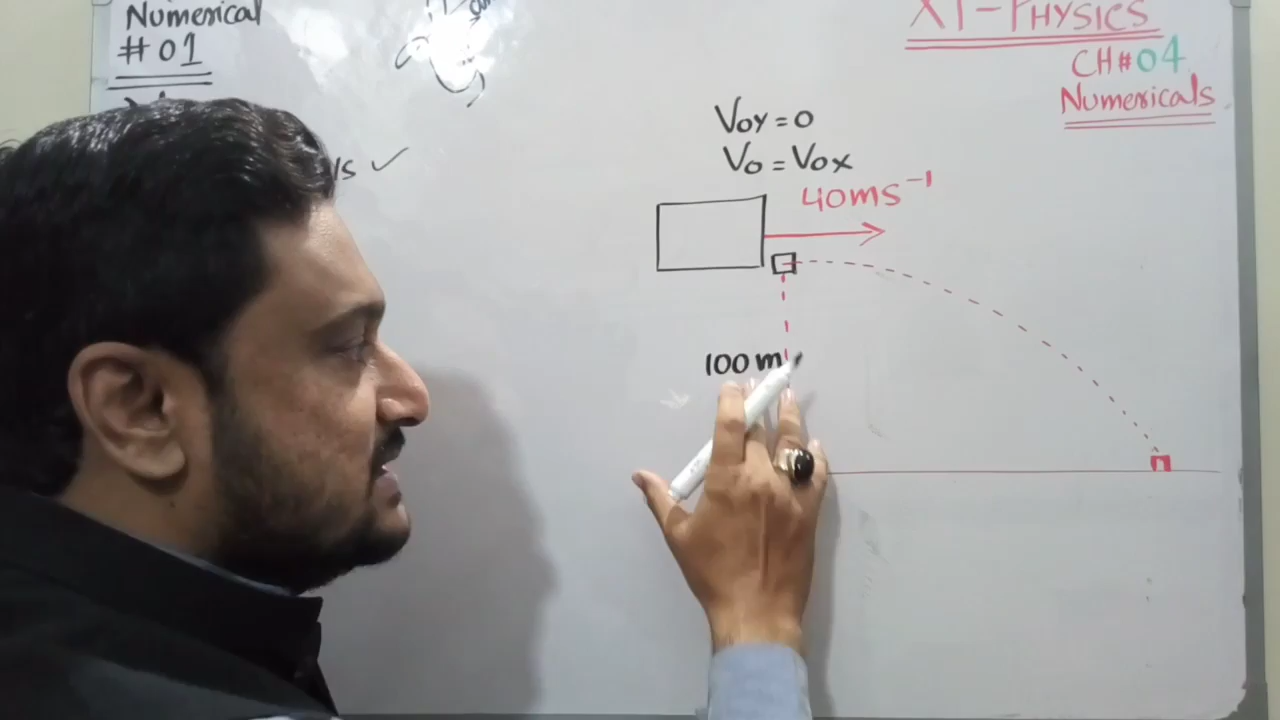 Numerical
# 01
XI-PHYSICS
CH#04
Numericals
Voy = 0
Vo = Vox
40ms⁻¹
100 m